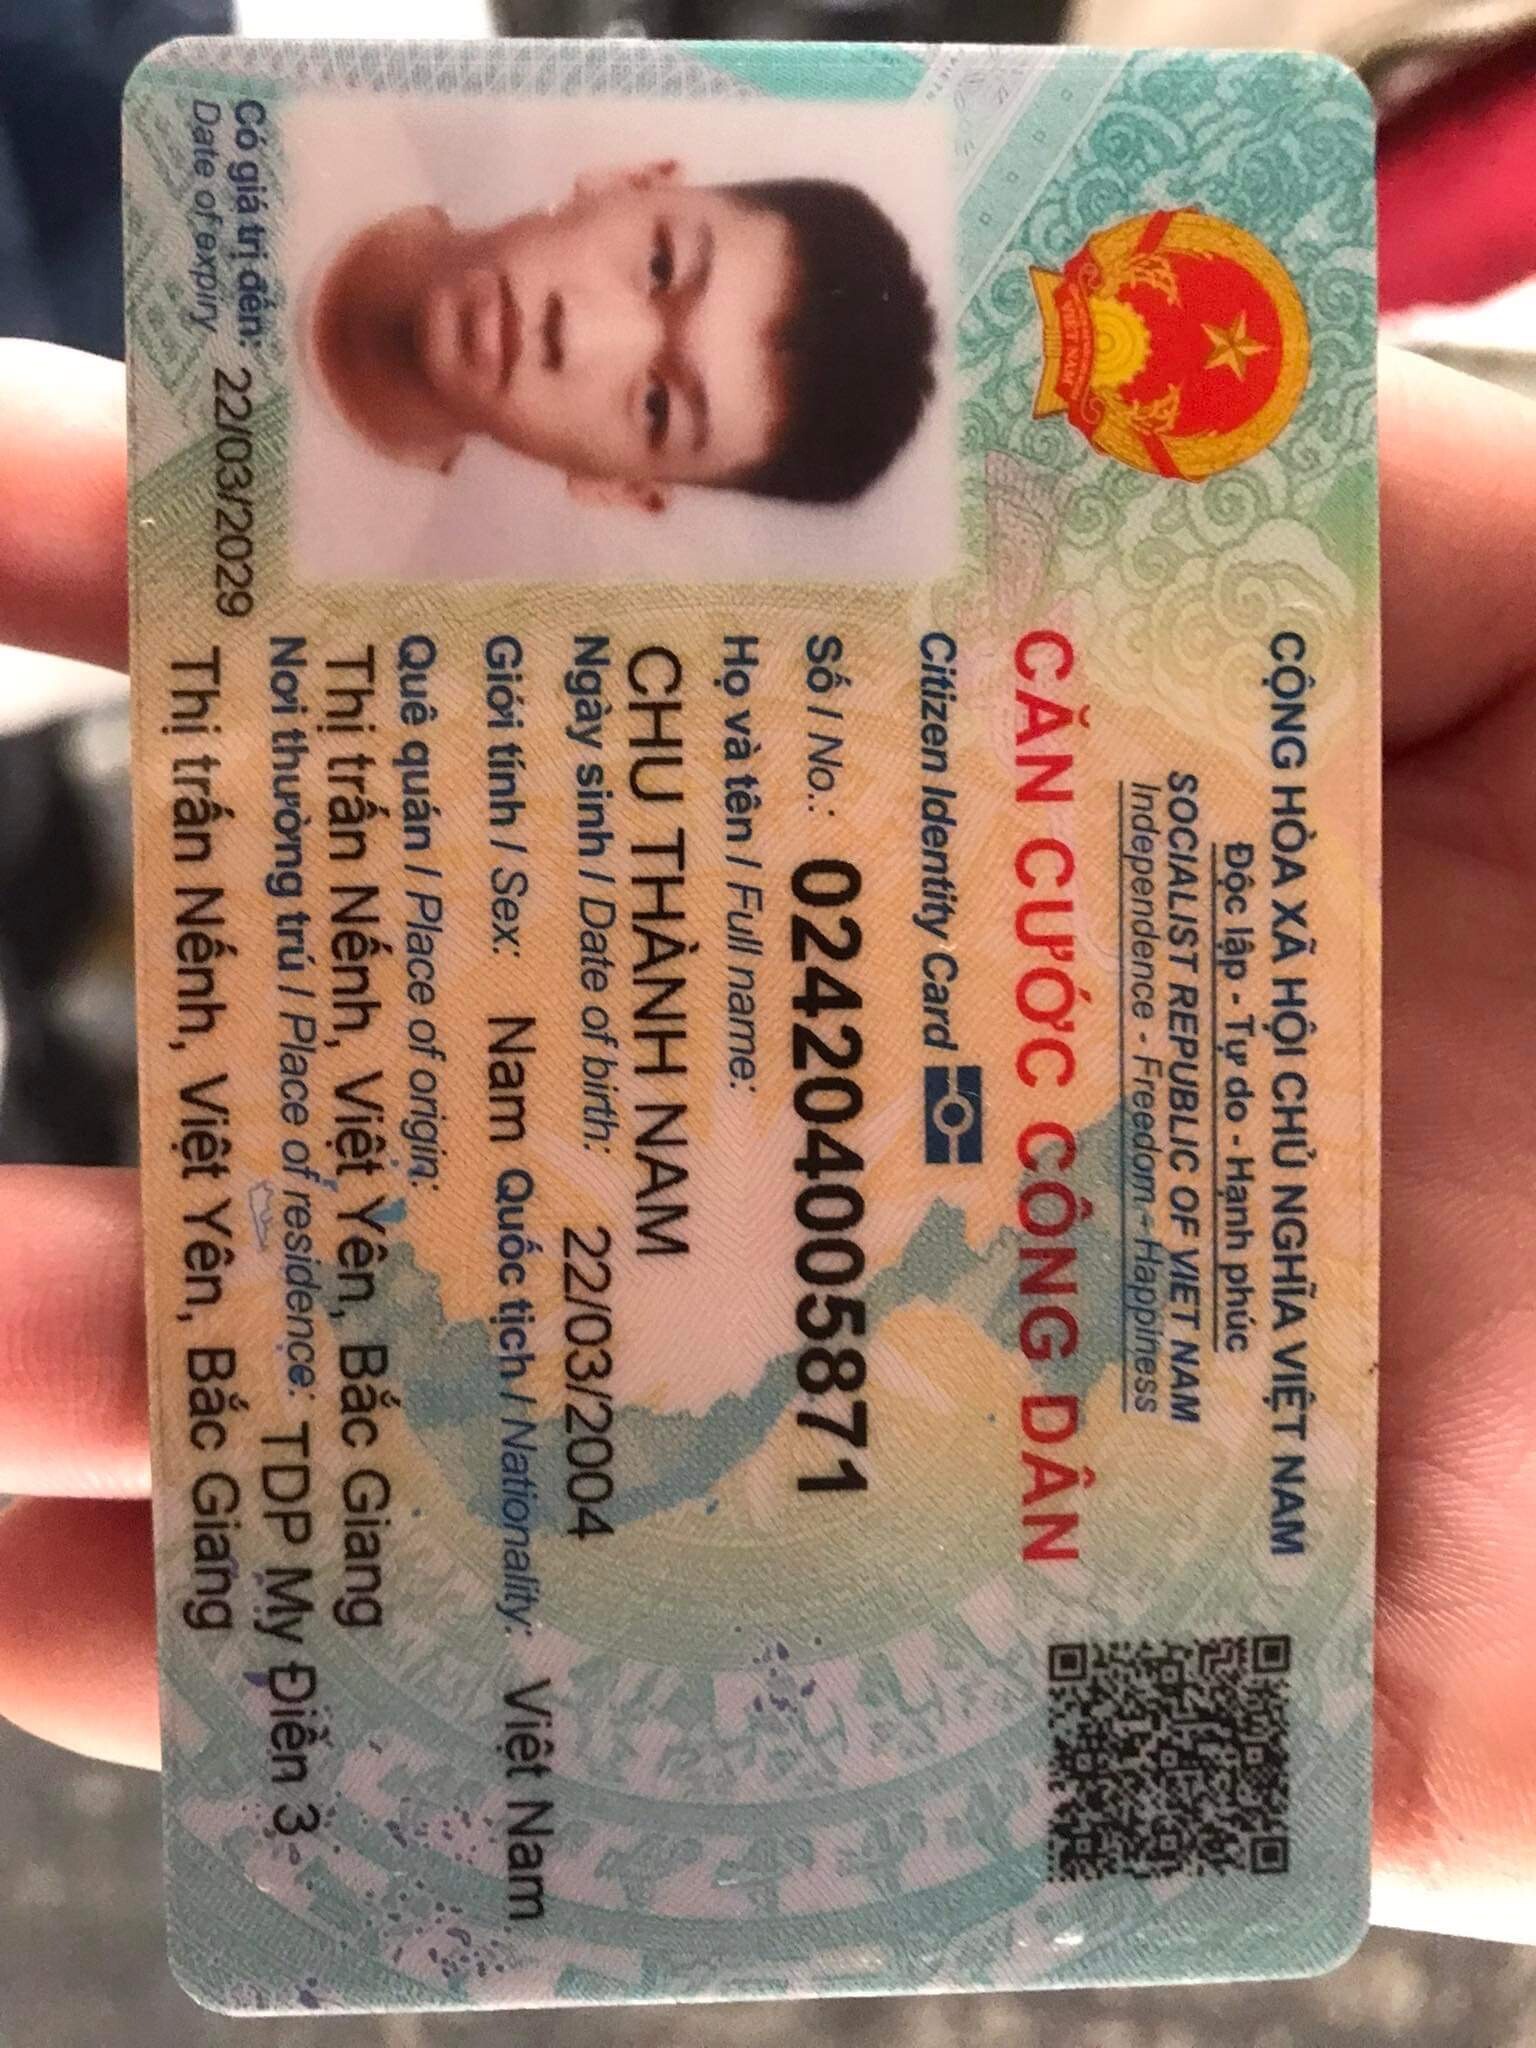 CỘNG HÒA XÃ HỘI CHỦ NGHĨA VIỆT NAM
Độc lập - Tự do - Hạnh phúc
SOCIALIST REPUBLIC OF VIET NAM
Independence - Freedom - Happiness
CĂN CƯỚC CÔNG DÂN
Citizen Identity Card
Số / No.: 024204005871
Họ và tên / Full name:
CHU THÀNH NAM
Ngày sinh / Date of birth: 22/03/2004
Giới tính / Sex: Nam Quốc tịch / Nationality: Việt Nam
Quê quán / Place of origin:
Thị trấn Nếnh, Việt Yên, Bắc Giang
Nơi thường trú / Place of residence: TDP My Điền 3
Thị trấn Nếnh, Việt Yên, Bắc Giang
Có giá trị đến: 22/03/2029
Date of expiry